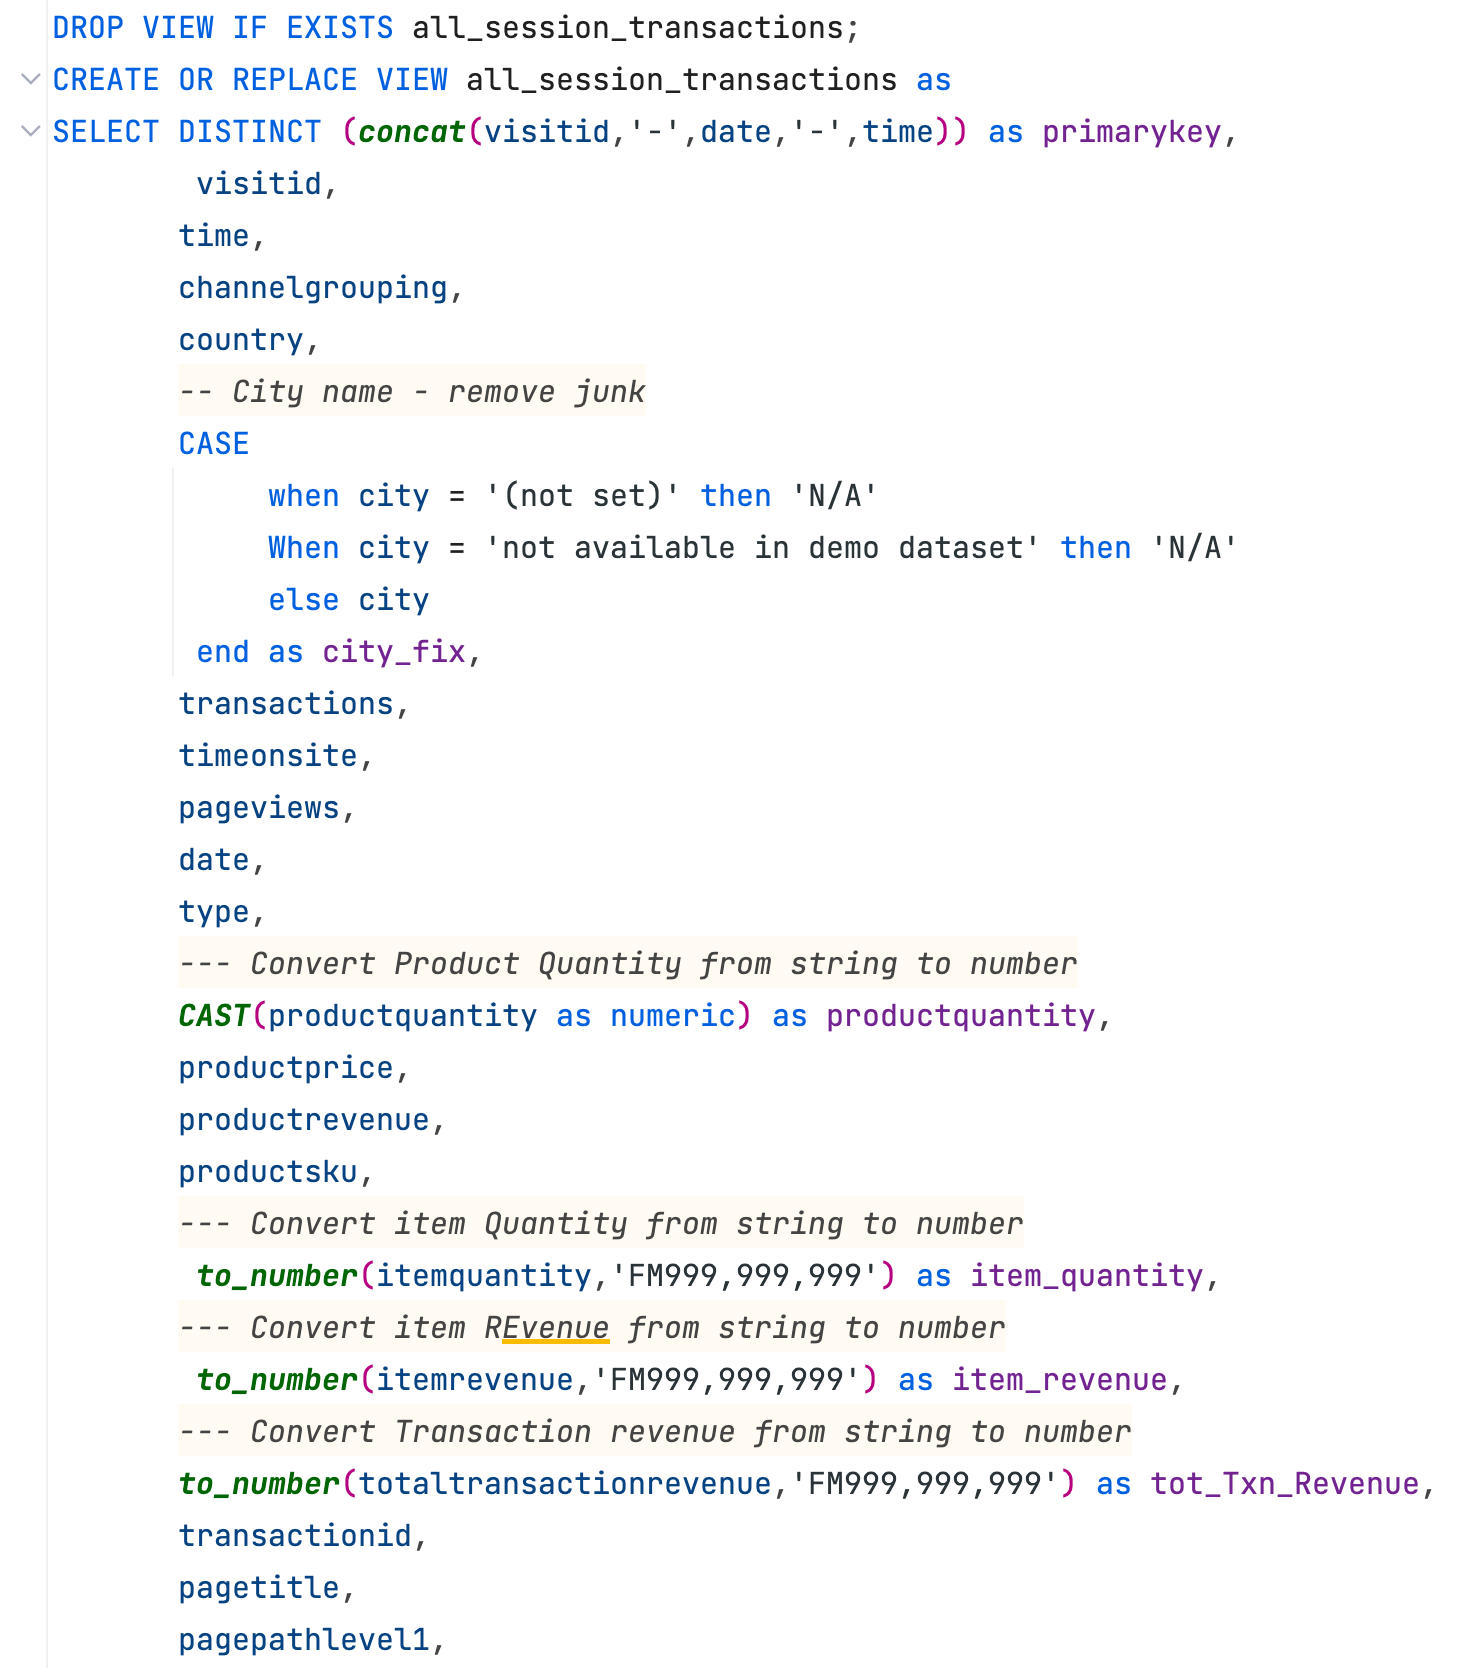 DROP VIEW IF EXISTS all_session_transactions;
CREATE OR REPLACE VIEW all_session_transactions as
SELECT DISTINCT (concat(visitid,'-',date,'-',time)) as primarykey,
visitid,
time,
channelgrouping,
country,
-- City name - remove junk
CASE
when city = '(not set)' then 'N/A'
When city = 'not available in demo dataset' then 'N/A'
else city
end as city_fix,
transactions,
timeonsite,
pageviews,
date,
type,
--- Convert Product Quantity from string to number
CAST(productquantity as numeric) as productquantity,
productprice,
productrevenue,
productsku,
--- Convert item Quantity from string to number
to_number(itemquantity,'FM999,999,999') as item_quantity,
--- Convert item REvenue from string to number
to_number(itemrevenue,'FM999,999,999') as item_revenue,
--- Convert Transaction revenue from string to number
to_number(totaltransactionrevenue,'FM999,999,999') as tot_Txn_Revenue,
transactionid,
pagetitle,
pagepathlevel1,